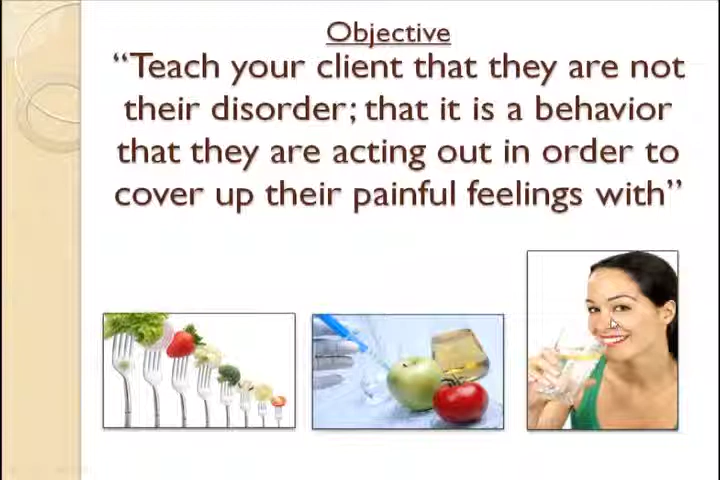 Objective
“Teach your client that they are not
their disorder; that it is a behavior
that they are acting out in order to
cover up their painful feelings with”